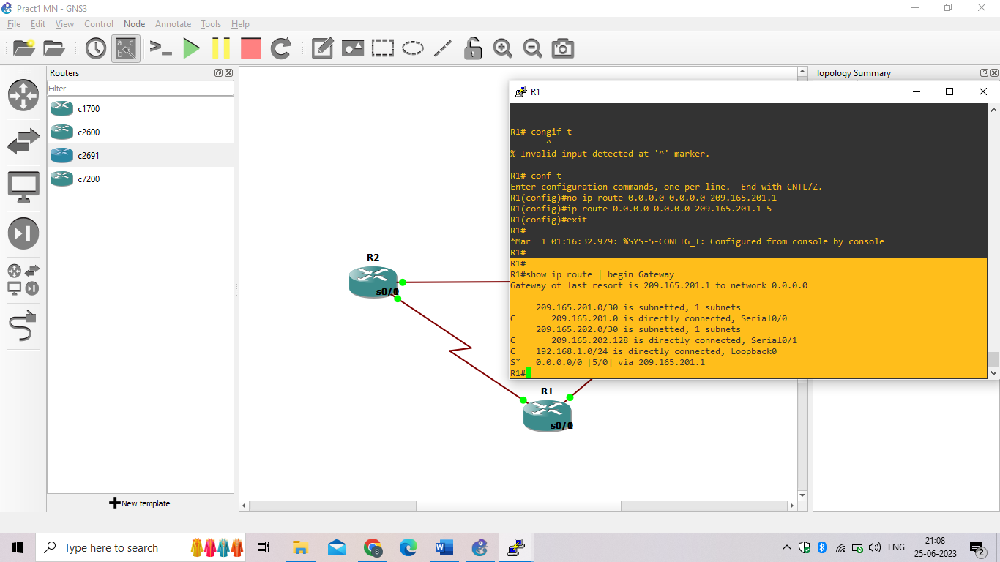 Pract1 MN - GNS3
File Edit View Control Node Annotate Tools Help
Routers
Filter
c1700
c2600
c2691
c7200
New template
R2
s0/
R1
s0/
Topology Summary
R1
R1# congif t
^
% Invalid input detected at '^' marker.
R1# conf t
Enter configuration commands, one per line. End with CNTL/Z.
R1(config)#no ip route 0.0.0.0 0.0.0.0 209.165.201.1
R1(config)#ip route 0.0.0.0 0.0.0.0 209.165.201.1 5
R1(config)#exit
R1#
*Mar 1 01:16:32.979: %SYS-5-CONFIG_I: Configured from console by console
R1#
R1#
R1#show ip route | begin Gateway
Gateway of last resort is 209.165.201.1 to network 0.0.0.0
209.165.201.0/30 is subnetted, 1 subnets
C 209.165.201.0 is directly connected, Serial0/0
209.165.202.0/30 is subnetted, 1 subnets
C 209.165.202.128 is directly connected, Serial0/1
C 192.168.1.0/24 is directly connected, Loopback0
S* 0.0.0.0/0 [5/0] via 209.165.201.1
R1#
Type here to search
ENG
21:08
25-06-2023
2